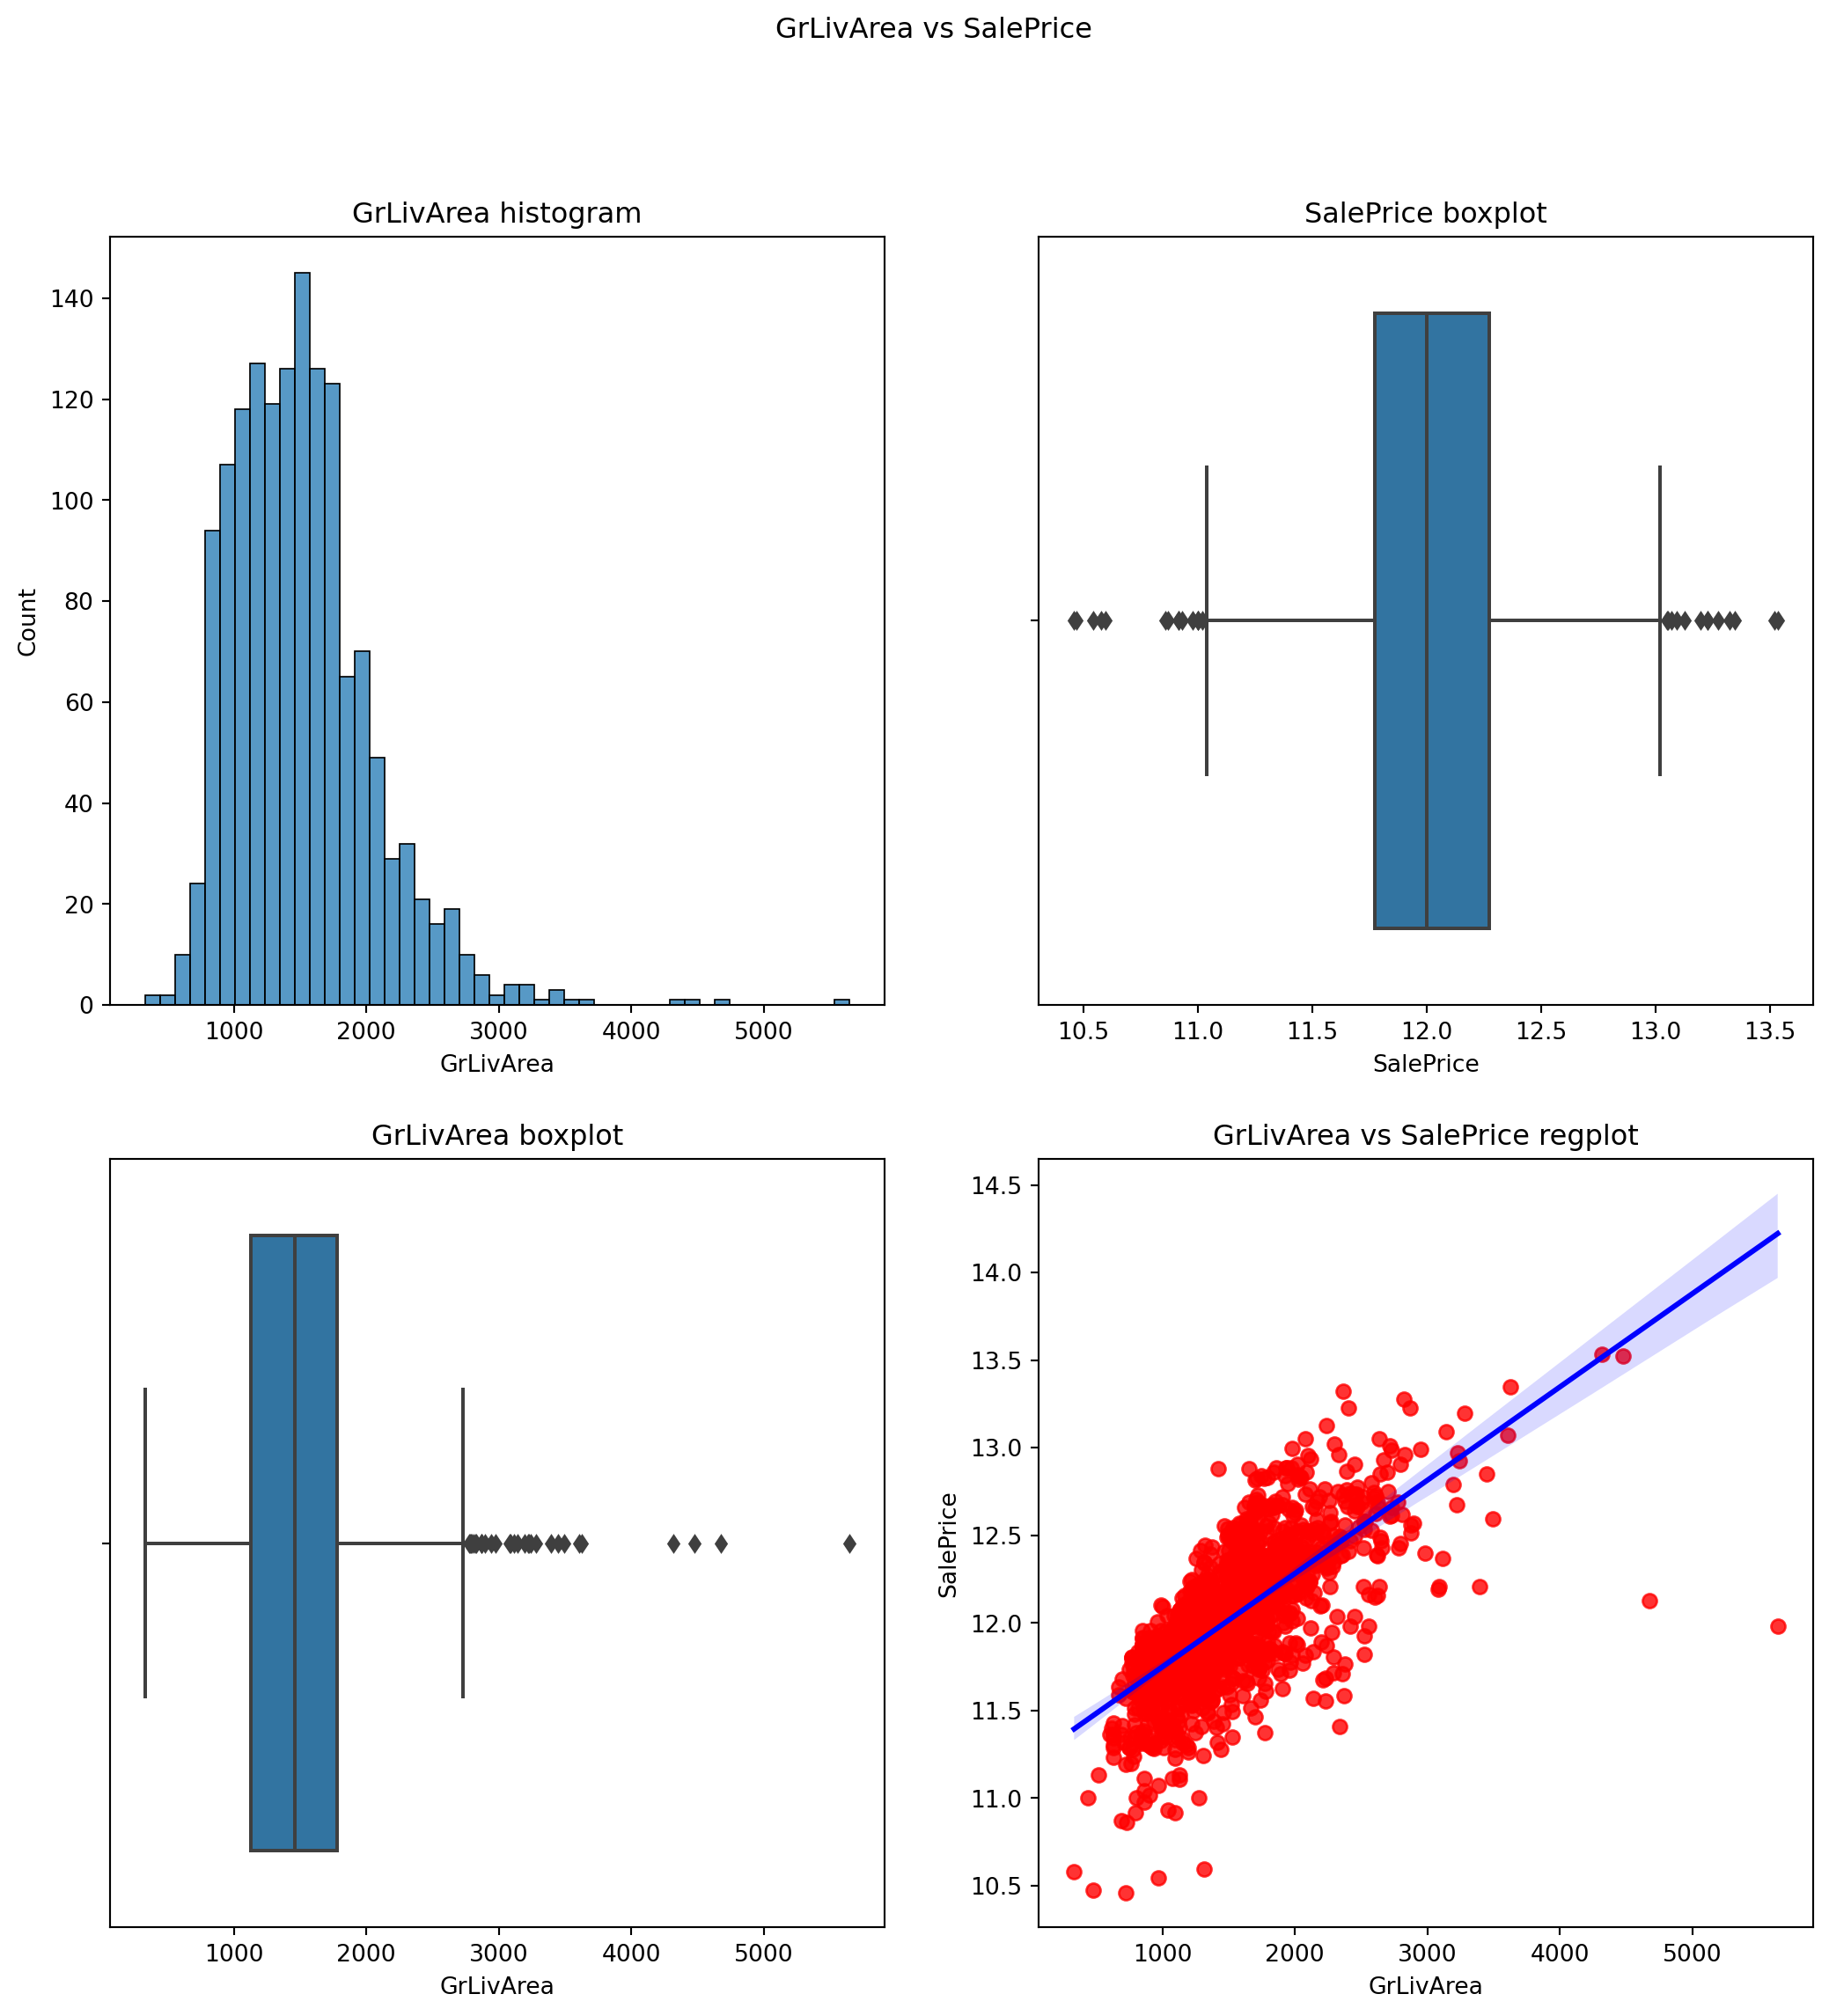 GrLivArea vs SalePrice
GrLivArea histogram
140
120
100
80
60
40
20
0
Count
1000 2000 3000 4000 5000
GrLivArea
SalePrice boxplot
10.5 11.0 11.5 12.0 12.5 13.0 13.5
SalePrice
GrLivArea boxplot
1000 2000 3000 4000 5000
GrLivArea
GrLivArea vs SalePrice regplot
14.5
14.0
13.5
13.0
12.5
12.0
11.5
11.0
10.5
SalePrice
1000 2000 3000 4000 5000
GrLivArea